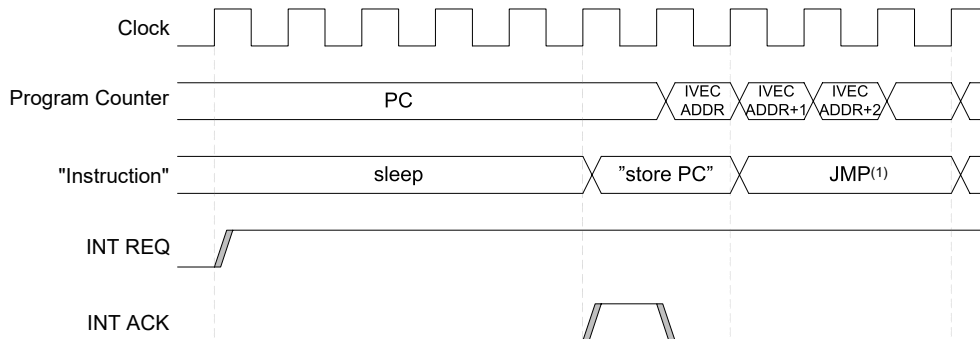 Clock
Program Counter
PC
IVEC
ADDR
IVEC
ADDR+1
IVEC
ADDR+2
"Instruction"
sleep
"store PC"
JMP(1)
INT REQ
INT ACK